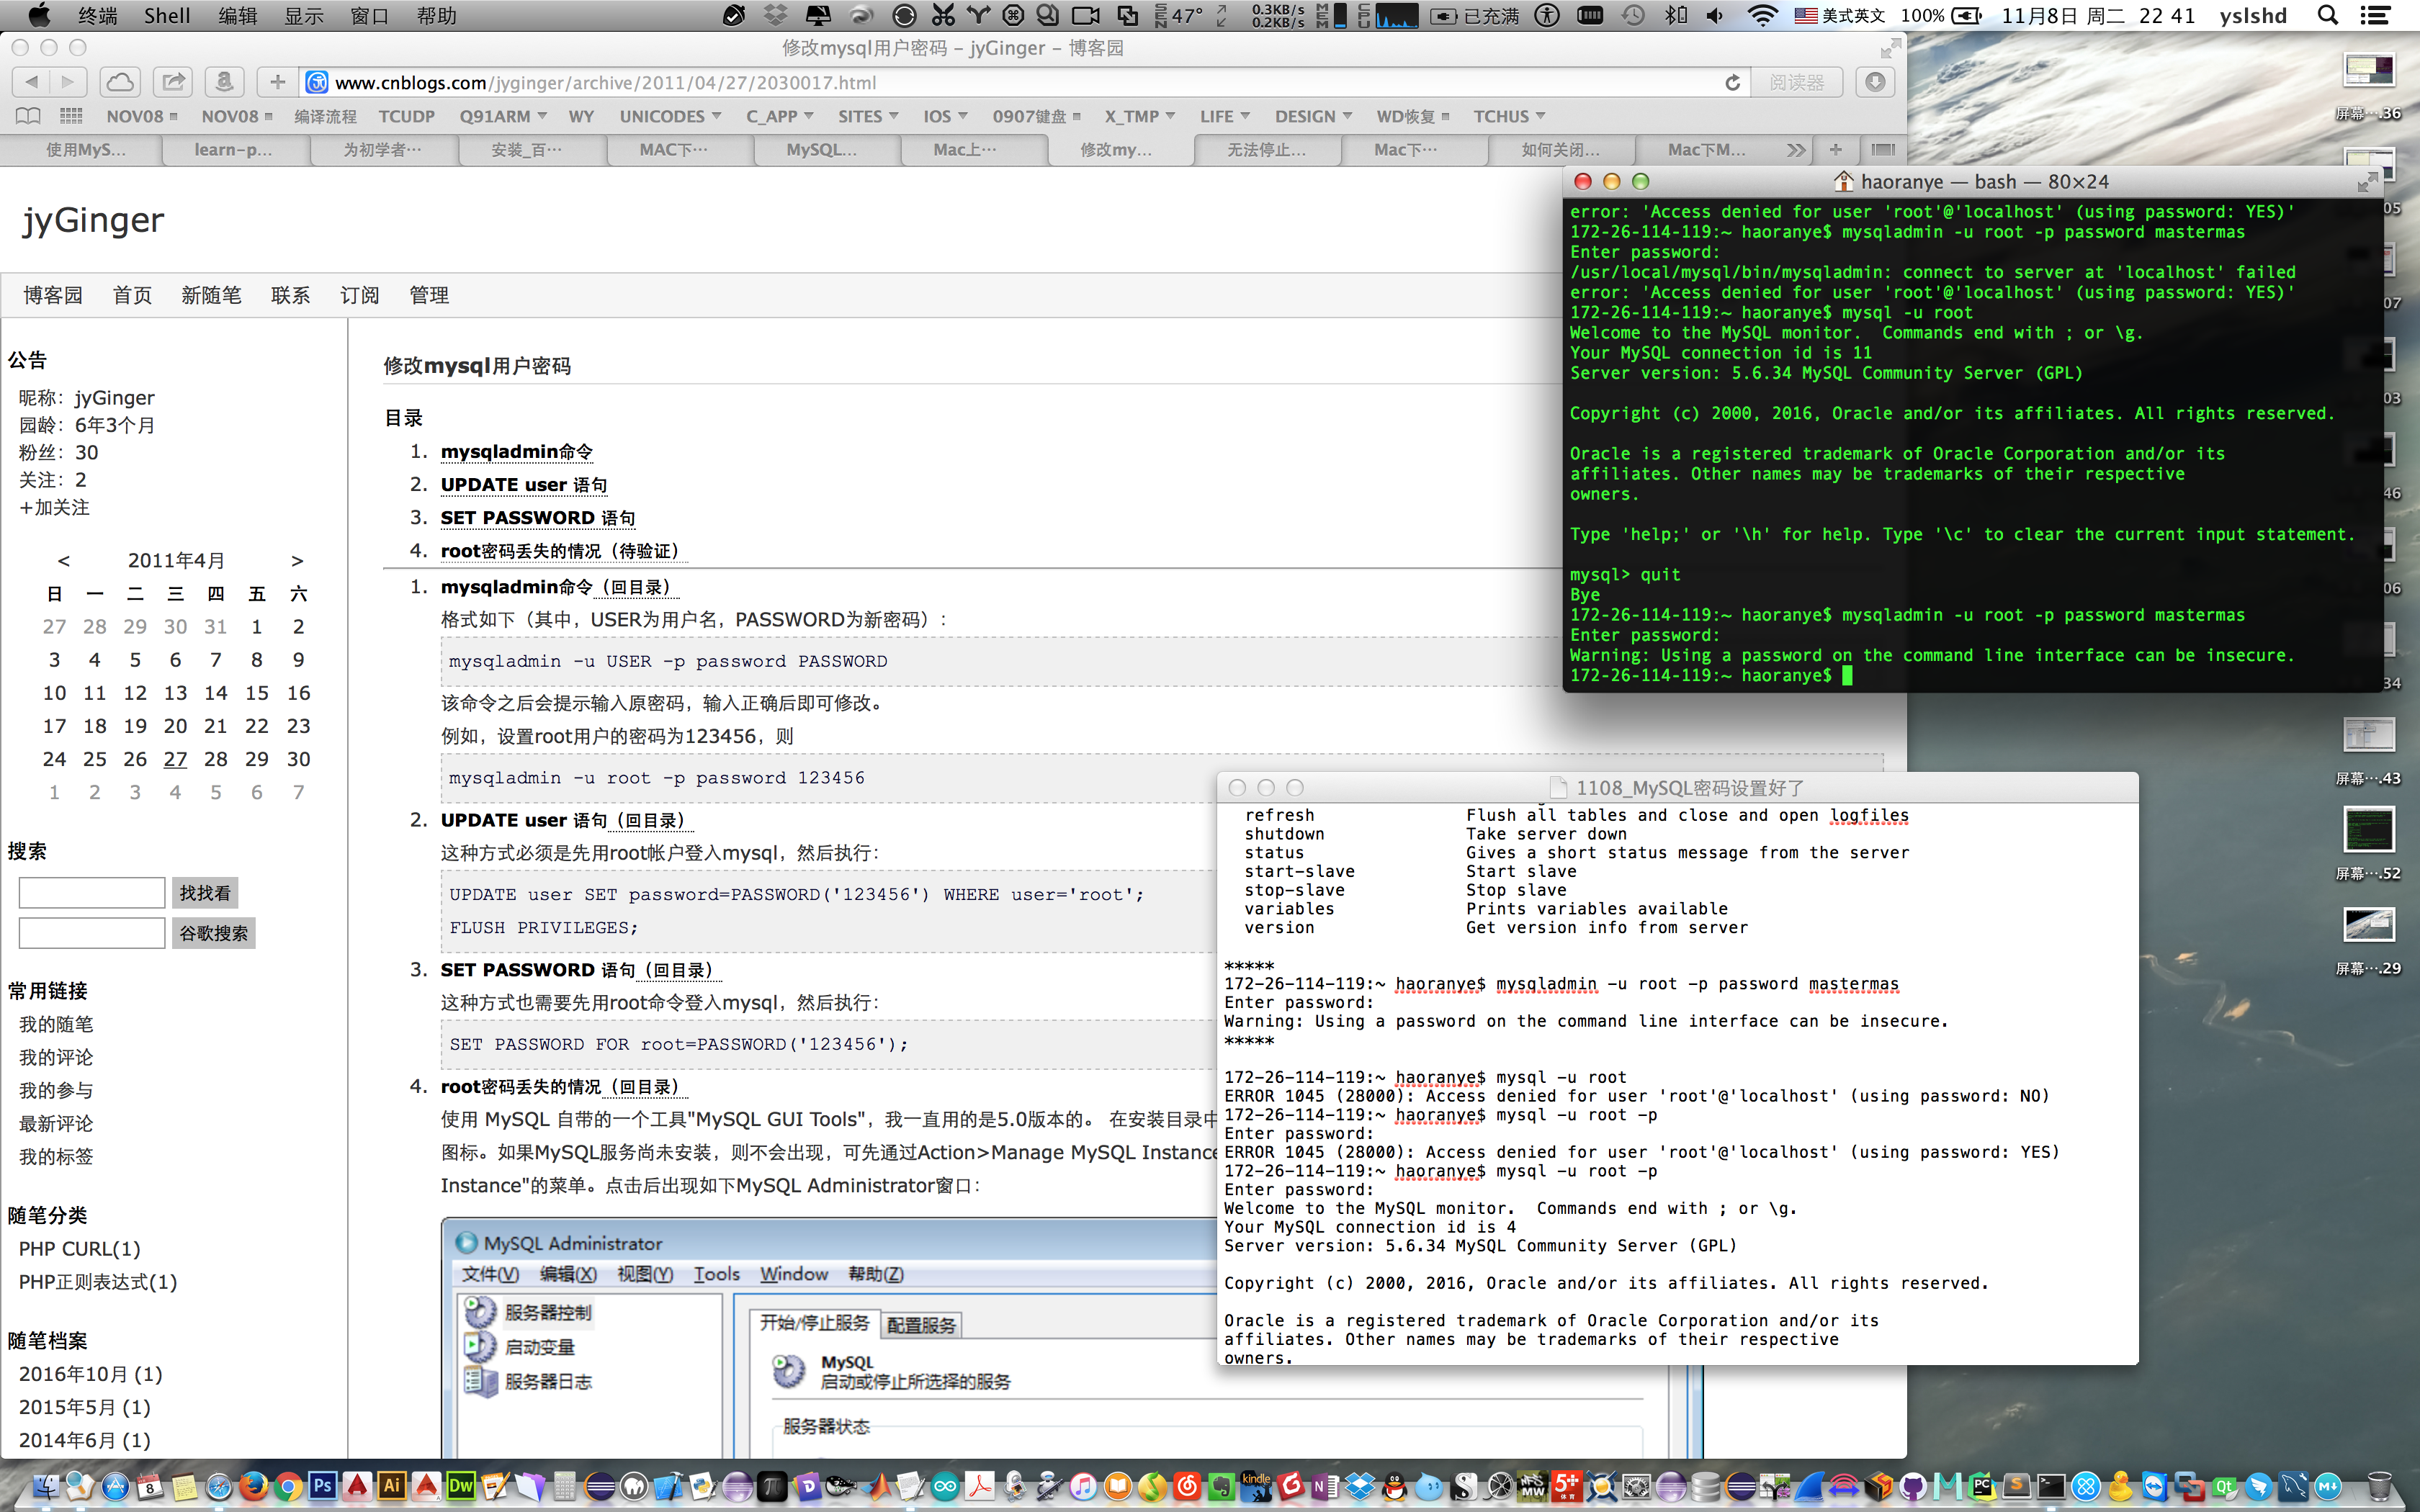 终端 Shell 编辑 显示 窗口 帮助
SEN 47° 0.3KB/s 0.2KB/s MEM CPU 已充满 美式英文 100% 11月8日 周二 22 41 yslshd
修改mysql用户密码 – jyGinger – 博客园
www.cnblogs.com/jyginger/archive/2011/04/27/2030017.html
阅读器
NOV08 NOV08 编译流程 TCUDP Q91ARM WY UNICODES C_APP SITES IOS 0907键盘 X_TMP LIFE DESIGN WD恢复 TCHUS
使用MyS... learn-p... 为初学者… 安装_百… MAC下… MySQL... Mac上… 修改my... 无法停止... Mac下… 如何关闭... Mac下M...
jyGinger
博客园 首页 新随笔 联系 订阅 管理
公告
昵称：jyGinger
园龄：6年3个月
粉丝：30
关注：2
+加关注
< 2011年4月 >
日 一 二 三 四 五 六
27 28 29 30 31 1 2
3 4 5 6 7 8 9
10 11 12 13 14 15 16
17 18 19 20 21 22 23
24 25 26 27 28 29 30
1 2 3 4 5 6 7
搜索
找找看
谷歌搜索
常用链接
我的随笔
我的评论
我的参与
最新评论
我的标签
随笔分类
PHP CURL(1)
PHP正则表达式(1)
随笔档案
2016年10月 (1)
2015年5月 (1)
2014年6月 (1)
修改mysql用户密码
目录
1. mysqladmin命令
2. UPDATE user 语句
3. SET PASSWORD 语句
4. root密码丢失的情况（待验证）
1. mysqladmin命令（回目录）
格式如下（其中，USER为用户名，PASSWORD为新密码）：
mysqladmin -u USER -p password PASSWORD
该命令之后会提示输入原密码，输入正确后即可修改。
例如，设置root用户的密码为123456，则
mysqladmin -u root -p password 123456
2. UPDATE user 语句（回目录）
这种方式必须是先用root帐户登入mysql，然后执行：
UPDATE user SET password=PASSWORD('123456') WHERE user='root';
FLUSH PRIVILEGES;
3. SET PASSWORD 语句（回目录）
这种方式也需要先用root命令登入mysql，然后执行：
SET PASSWORD FOR root=PASSWORD('123456');
4. root密码丢失的情况（回目录）
使用 MySQL 自带的一个工具"MySQL GUI Tools"，我一直用的是5.0版本的。 在安装目录中
图标。如果MySQL服务尚未安装，则不会出现，可先通过Action>Manage MySQL Instance
Instance"的菜单。点击后出现如下MySQL Administrator窗口：
MySQL Administrator
文件(V) 编辑(X) 视图(Y) Tools Window 帮助(Z)
服务器控制
启动变量
服务器日志
开始/停止服务 配置服务
MySQL
启动或停止所选择的服务
服务器状态
haoranye — bash — 80×24
error: 'Access denied for user 'root'@'localhost' (using password: YES)'
172-26-114-119:~ haoranye$ mysqladmin -u root -p password mastermas
Enter password:
/usr/local/mysql/bin/mysqladmin: connect to server at 'localhost' failed
error: 'Access denied for user 'root'@'localhost' (using password: YES)'
172-26-114-119:~ haoranye$ mysql -u root
Welcome to the MySQL monitor.  Commands end with ; or \g.
Your MySQL connection id is 11
Server version: 5.6.34 MySQL Community Server (GPL)
Copyright (c) 2000, 2016, Oracle and/or its affiliates. All rights reserved.
Oracle is a registered trademark of Oracle Corporation and/or its
affiliates. Other names may be trademarks of their respective
owners.
Type 'help;' or '\h' for help. Type '\c' to clear the current input statement.
mysql> quit
Bye
172-26-114-119:~ haoranye$ mysqladmin -u root -p password mastermas
Enter password:
Warning: Using a password on the command line interface can be insecure.
172-26-114-119:~ haoranye$
1108_MySQL密码设置好了
refresh Flush all tables and close and open logfiles
shutdown Take server down
status Gives a short status message from the server
start-slave Start slave
stop-slave Stop slave
variables Prints variables available
version Get version info from server
*****
172-26-114-119:~ haoranye$ mysqladmin -u root -p password mastermas
Enter password:
Warning: Using a password on the command line interface can be insecure.
*****
172-26-114-119:~ haoranye$ mysql -u root
ERROR 1045 (28000): Access denied for user 'root'@'localhost' (using password: NO)
172-26-114-119:~ haoranye$ mysql -u root -p
Enter password:
ERROR 1045 (28000): Access denied for user 'root'@'localhost' (using password: YES)
172-26-114-119:~ haoranye$ mysql -u root -p
Enter password:
Welcome to the MySQL monitor.  Commands end with ; or \g.
Your MySQL connection id is 4
Server version: 5.6.34 MySQL Community Server (GPL)
Copyright (c) 2000, 2016, Oracle and/or its affiliates. All rights reserved.
Oracle is a registered trademark of Oracle Corporation and/or its
affiliates. Other names may be trademarks of their respective
owners.
屏幕….36
05
07
03
46
06
34
屏幕….43
屏幕….52
屏幕….29